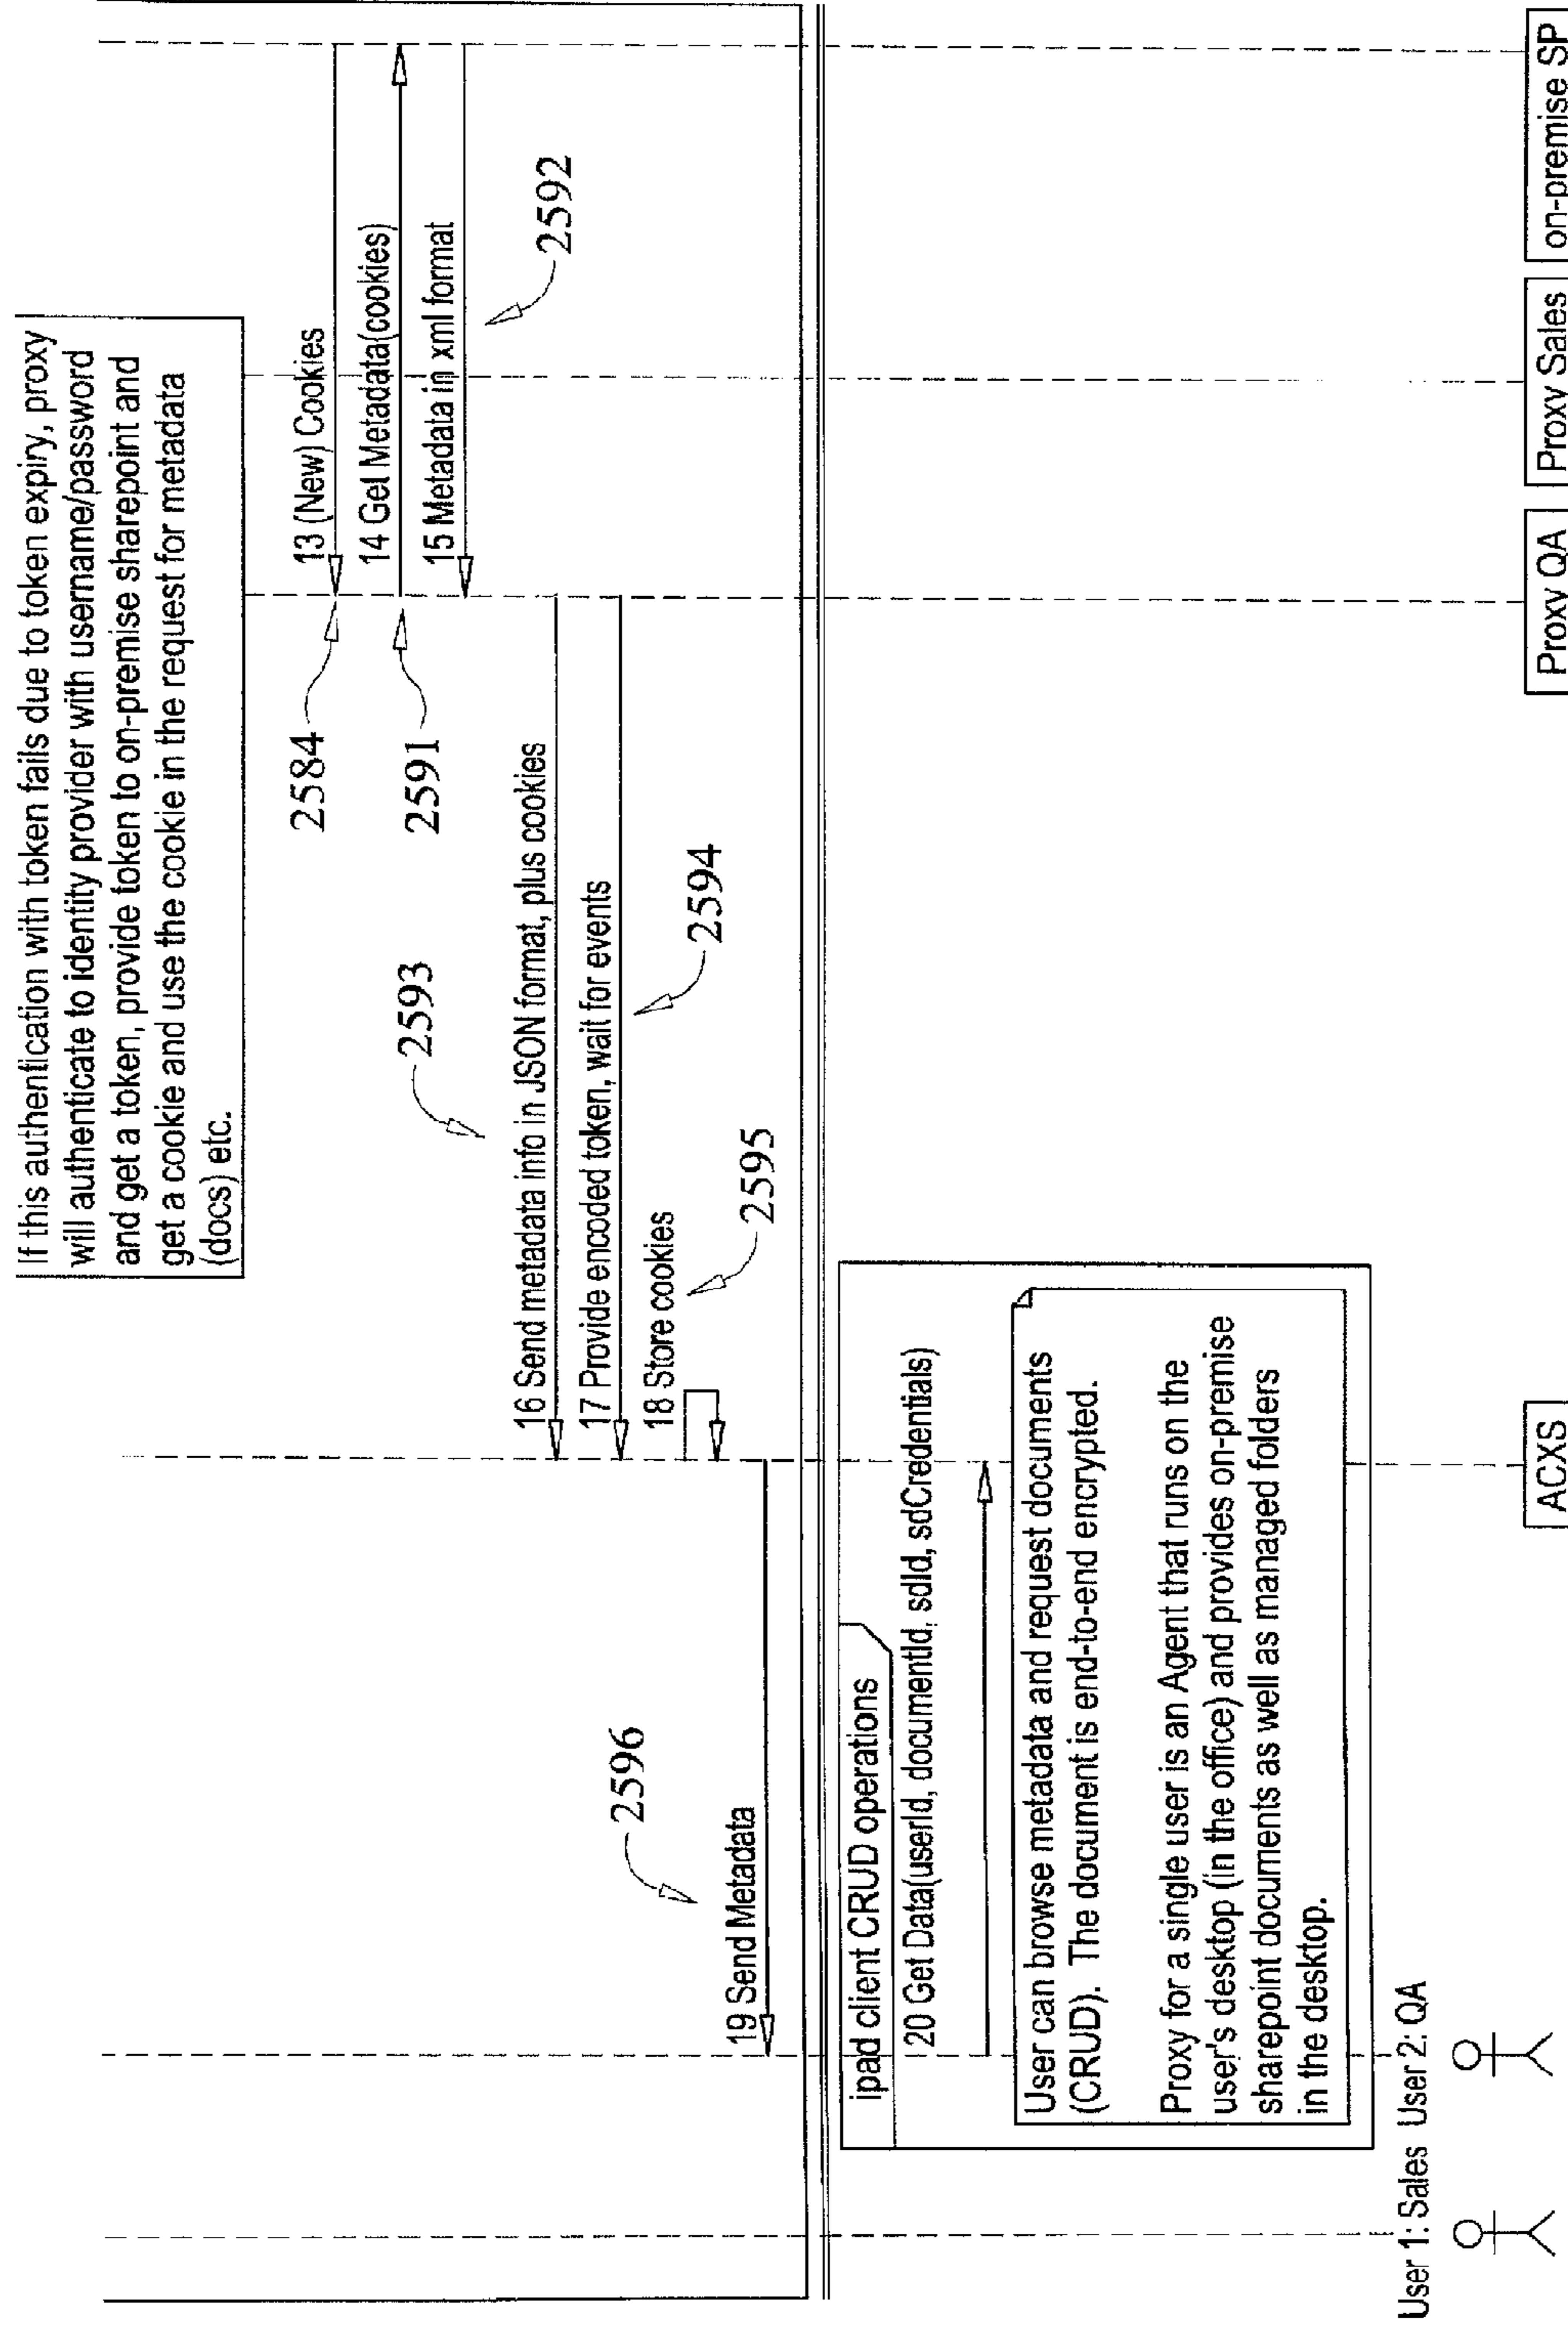 If this authentication with token fails due to token expiry, proxy
will authenticate to identity provider with username/password
and get a token, provide token to on-premise sharepoint and
get a cookie and use the cookie in the request for metadata
(docs) etc.
13 (New) Cookies
2584
14 Get Metadata(cookies)
2591
15 Metadata in xml format
2592
2593
16 Send metadata info in JSON format, plus cookies
17 Provide encoded token, wait for events
2594
18 Store cookies
2595
2596
19 Send Metadata
ipad client CRUD operations
20 Get Data(userId, documentId, sdId, sdCredentials)
User can browse metadata and request documents
(CRUD). The document is end-to-end encrypted.
Proxy for a single user is an Agent that runs on the
user's desktop (in the office) and provides on-premise
sharepoint documents as well as managed folders
in the desktop.
User 1: Sales User 2: QA
ACXS
Proxy QA
Proxy Sales
on-premise SP